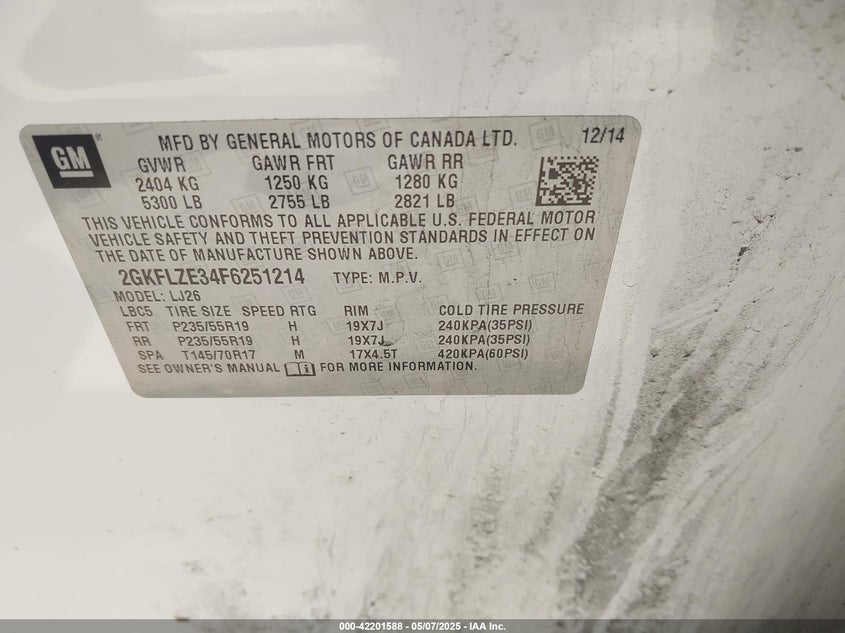 GM®
MFD BY GENERAL MOTORS OF CANADA LTD. 12/14
GVWR GAWR FRT GAWR RR
2404 KG 1250 KG 1280 KG
5300 LB 2755 LB 2821 LB
THIS VEHICLE CONFORMS TO ALL APPLICABLE U.S. FEDERAL MOTOR
VEHICLE SAFETY AND THEFT PREVENTION STANDARDS IN EFFECT ON
THE DATE OF MANUFACTURE SHOWN ABOVE.
2GKFLZE34F6251214 TYPE: M.P.V.
MODEL: LJ26
LBC5 TIRE SIZE SPEED RTG RIM COLD TIRE PRESSURE
FRT P235/55R19 H 19X7J 240KPA(35PSI)
RR P235/55R19 H 19X7J 240KPA(35PSI)
SPA T145/70R17 M 17X4.5T 420KPA(60PSI)
SEE OWNER'S MANUAL FOR MORE INFORMATION.
000-42201588 - 05/07/2025 - IAA Inc.